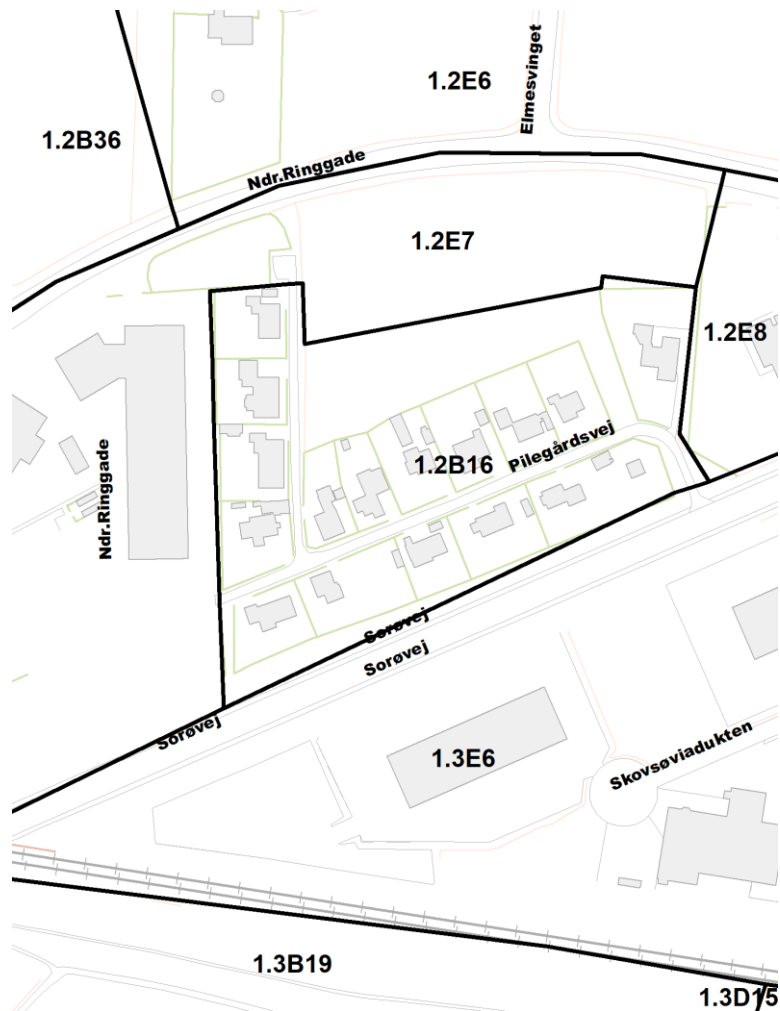 1.2E6
Elmesvinget
1.2B36
Ndr.Ringgade
1.2E7
1.2E8
Pilegårdsvej
1.2B16
Ndr.Ringgade
Sorøvej
Sorøvej
Sorøvej
1.3E6
Skovsøviadukten
1.3B19
1.3D15